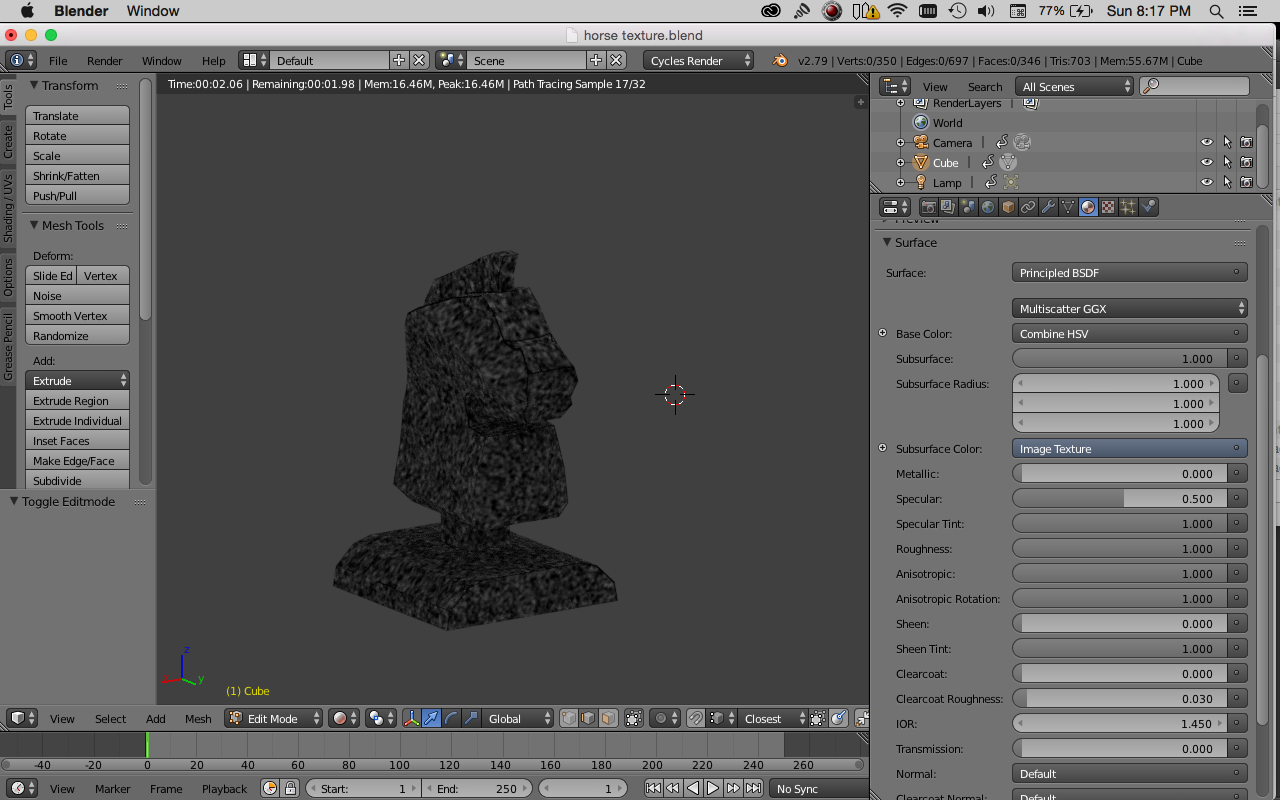 Blender Window 77% Sun 8:17 PM
horse texture.blend
File Render Window Help Default Scene Cycles Render v2.79 | Verts:0/350 | Edges:0/697 | Faces:0/346 | Tris:703 | Mem:55.67M | Cube
Time:00:02.06 | Remaining:00:01.98 | Mem:16.46M, Peak:16.46M | Path Tracing Sample 17/32
Tools
Create
Shading / UVs
Options
Grease Pencil
Transform
Translate
Rotate
Scale
Shrink/Fatten
Push/Pull
Mesh Tools
Deform:
Slide Ed Vertex
Noise
Smooth Vertex
Randomize
Add:
Extrude
Extrude Region
Extrude Individual
Inset Faces
Make Edge/Face
Subdivide
Toggle Editmode
z
y
(1) Cube
View Select Add Mesh Edit Mode Global Closest
-40 -20 0 20 40 60 80 100 120 140 160 180 200 220 240 260
View Marker Frame Playback Start: 1 End: 250 1 No Sync
View Search All Scenes
RenderLayers |
World
Camera |
Cube |
Lamp |
Surface
Surface: Principled BSDF
Multiscatter GGX
Base Color: Combine HSV
Subsurface: 1.000
Subsurface Radius: 1.000
1.000
1.000
Subsurface Color: Image Texture
Metallic: 0.000
Specular: 0.500
Specular Tint: 1.000
Roughness: 1.000
Anisotropic: 1.000
Anisotropic Rotation: 1.000
Sheen: 0.000
Sheen Tint: 1.000
Clearcoat: 0.000
Clearcoat Roughness: 0.030
IOR: 1.450
Transmission: 0.000
Normal: Default
Clearcoat Normal: Default